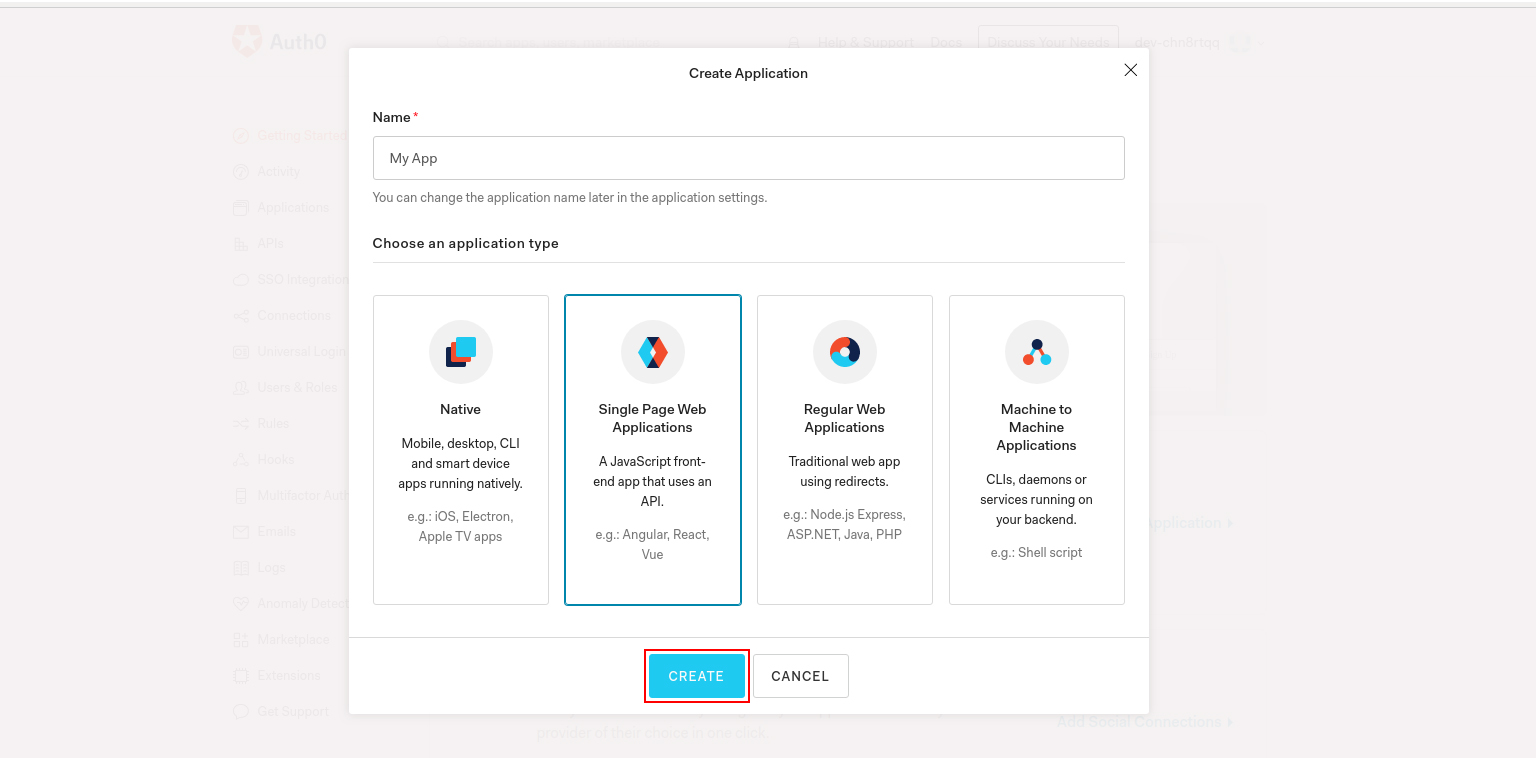 Auth0
Help & Support
Docs
Discuss Your Needs
dev-chn8rtqq
Create Application
Name *
My App
You can change the application name later in the application settings.
Choose an application type
Native
Mobile, desktop, CLI
and smart device
apps running natively.
e.g.: iOS, Electron,
Apple TV apps
Single Page Web
Applications
A JavaScript front-
end app that uses an
API.
e.g.: Angular, React,
Vue
Regular Web
Applications
Traditional web app
using redirects.
e.g.: Node.js Express,
ASP.NET, Java, PHP
Machine to
Machine
Applications
CLIs, daemons or
services running on
your backend.
e.g.: Shell script
CREATE
CANCEL
Getting Started
Activity
Applications
APIs
SSO Integration
Connections
Universal Login
Users & Roles
Rules
Hooks
Multifactor Auth
Emails
Logs
Anomaly Detect
Marketplace
Extensions
Get Support
Application
Add Social Connections
provider of their choice in one click